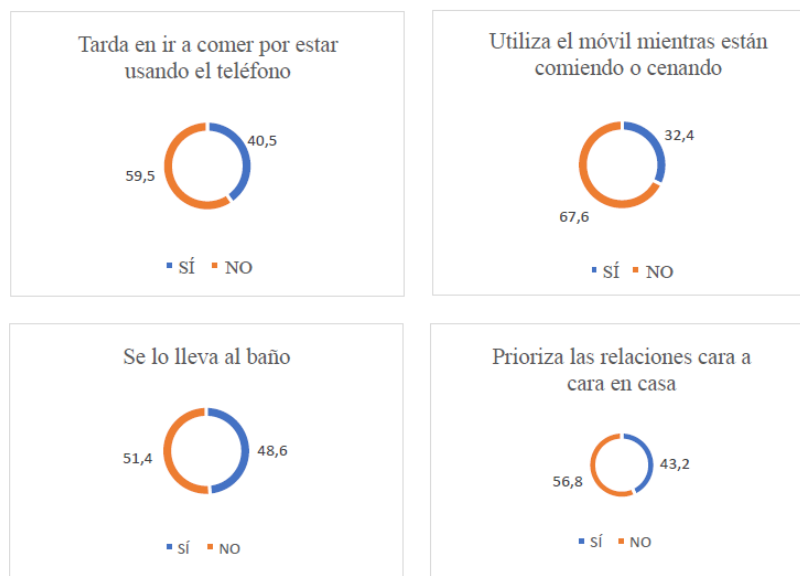 Tarda en ir a comer por estar
usando el teléfono
40,5
59,5
SÍ NO
Utiliza el móvil mientras están
comiendo o cenando
32,4
67,6
SÍ NO
Se lo lleva al baño
51,4
48,6
SÍ NO
Prioriza las relaciones cara a
cara en casa
56,8
43,2
SÍ NO